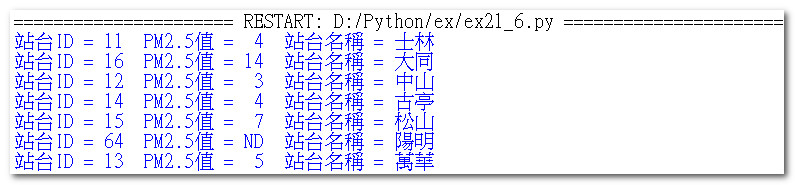 ====================== RESTART: D:/Python/ex/ex21_6.py ======================
站台ID = 11  PM2.5值 =  4  站台名稱 = 士林
站台ID = 16  PM2.5值 = 14  站台名稱 = 大同
站台ID = 12  PM2.5值 =  3  站台名稱 = 中山
站台ID = 14  PM2.5值 =  4  站台名稱 = 古亭
站台ID = 15  PM2.5值 =  7  站台名稱 = 松山
站台ID = 64  PM2.5值 = ND  站台名稱 = 陽明
站台ID = 13  PM2.5值 =  5  站台名稱 = 萬華